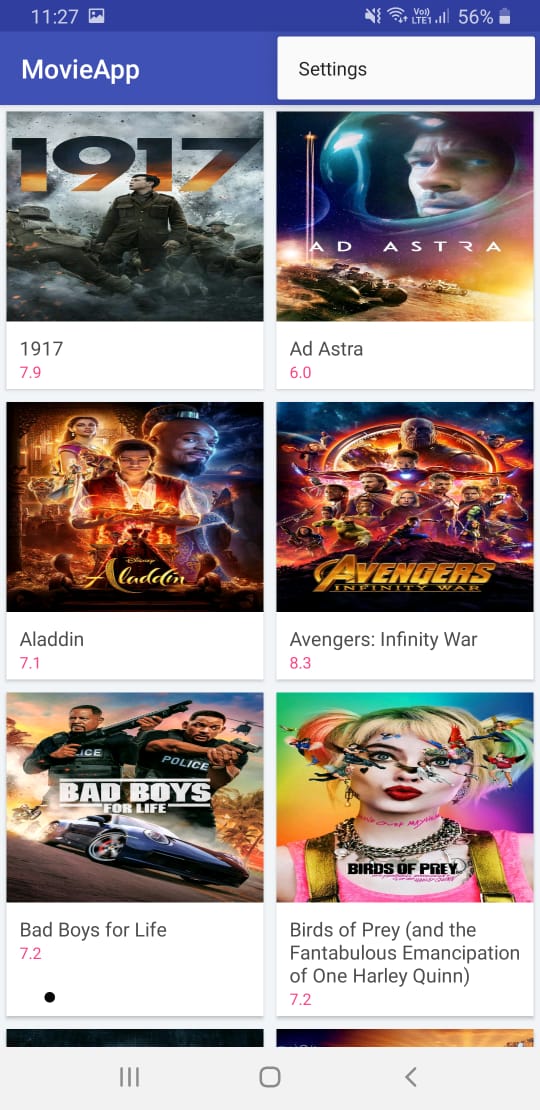 11:27
Vo)) LTE1 56%
MovieApp
Settings
1917
AD ASTRA
1917
7.9
Ad Astra
6.0
Disney
Aladdin
AVENGERS
INFINITY WAR
Aladdin
7.1
Avengers: Infinity War
8.3
POLICE
BAD BOYS
FOR LIFE
BIRDS OF PREY
Bad Boys for Life
7.2
Birds of Prey (and the
Fantabulous Emancipation
of One Harley Quinn)
7.2